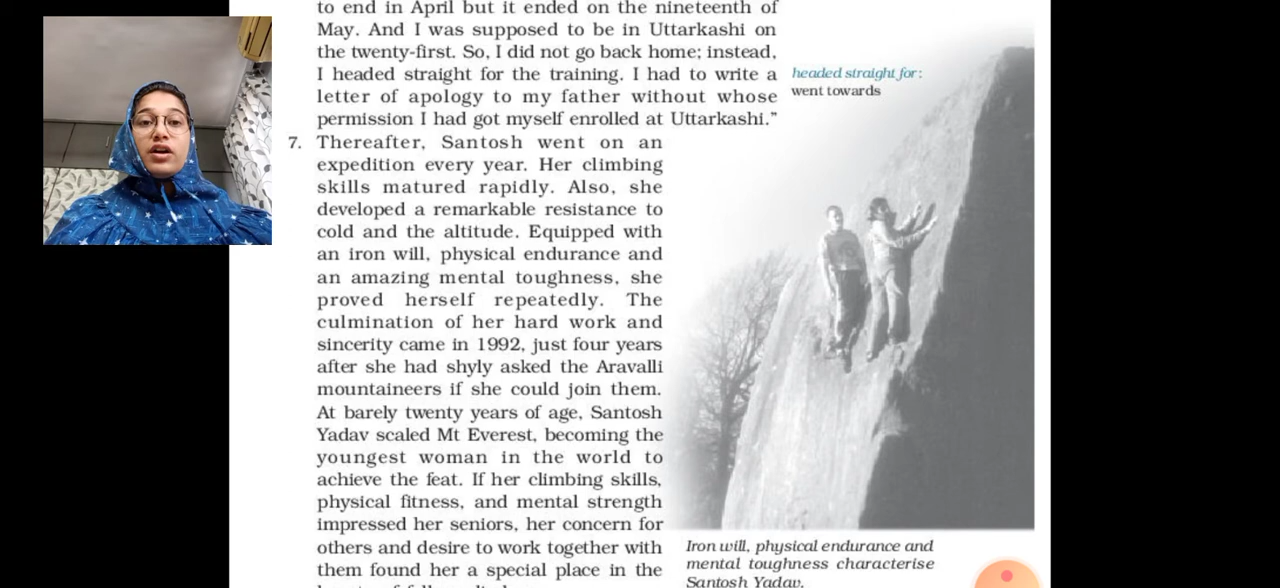 to end in April but it ended on the nineteenth of
May. And I was supposed to be in Uttarkashi on
the twenty-first. So, I did not go back home; instead,
I headed straight for the training. I had to write a
letter of apology to my father without whose
permission I had got myself enrolled at Uttarkashi."
headed straight for:
went towards
7. Thereafter, Santosh went on an
expedition every year. Her climbing
skills matured rapidly. Also, she
developed a remarkable resistance to
cold and the altitude. Equipped with
an iron will, physical endurance and
an amazing mental toughness, she
proved herself repeatedly. The
culmination of her hard work and
sincerity came in 1992, just four years
after she had shyly asked the Aravalli
mountaineers if she could join them.
At barely twenty years of age, Santosh
Yadav scaled Mt Everest, becoming the
youngest woman in the world to
achieve the feat. If her climbing skills,
physical fitness, and mental strength
impressed her seniors, her concern for
others and desire to work together with
them found her a special place in the
Iron will, physical endurance and
mental toughness characterise
Santosh Yadav.